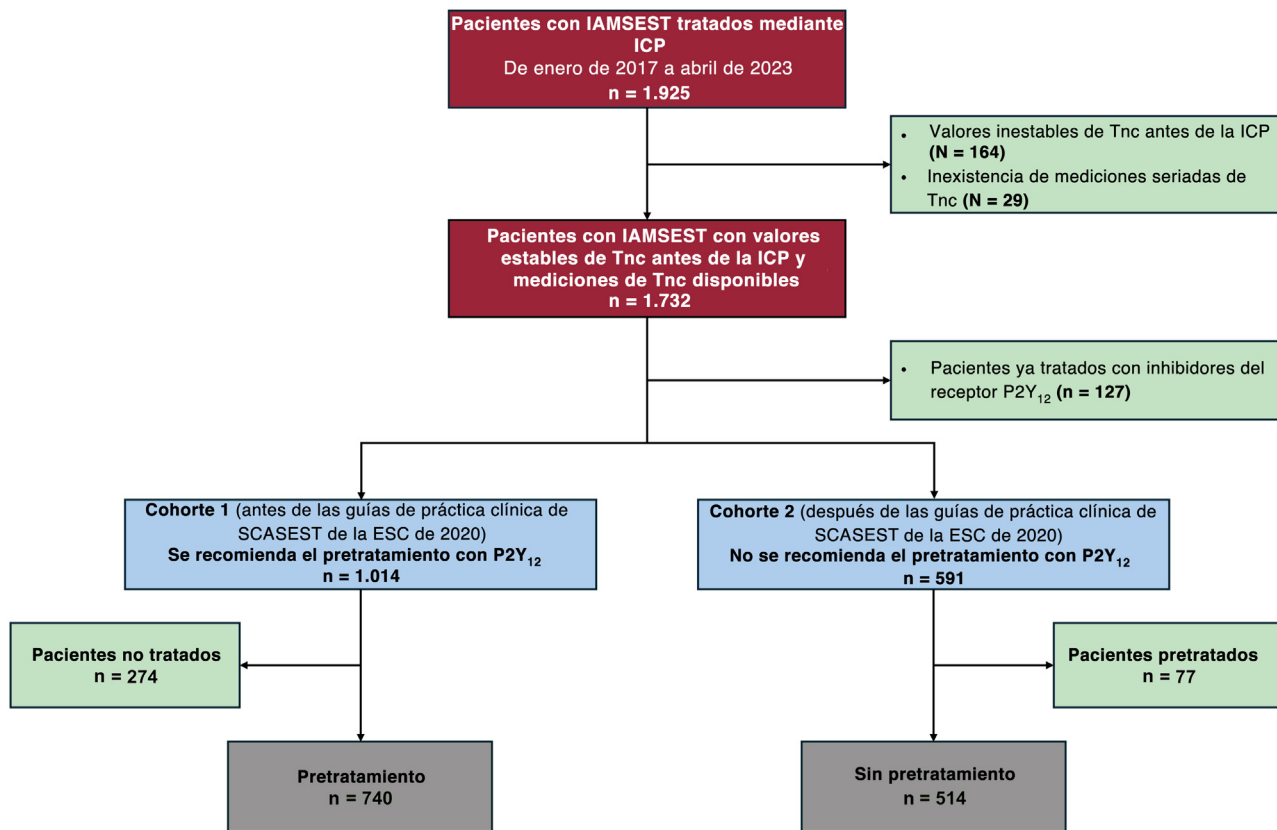 Pacientes con IAMSEST tratados mediante
ICP
De enero de 2017 a abril de 2023
n = 1.925
• Valores inestables de Tnc antes de la ICP
(N = 164)
• Inexistencia de mediciones seriadas de
Tnc (N = 29)
Pacientes con IAMSEST con valores
estables de Tnc antes de la ICP y
mediciones de Tnc disponibles
n = 1.732
• Pacientes ya tratados con inhibidores del
receptor P2Y₁₂ (n = 127)
Cohorte 1 (antes de las guías de práctica clínica de
SCASEST de la ESC de 2020)
Se recomienda el pretratamiento con P2Y₁₂
n = 1.014
Cohorte 2 (después de las guías de práctica clínica de
SCASEST de la ESC de 2020)
No se recomienda el pretratamiento con P2Y₁₂
n = 591
Pacientes no tratados
n = 274
Pacientes pretratados
n = 77
Pretratamiento
n = 740
Sin pretratamiento
n = 514